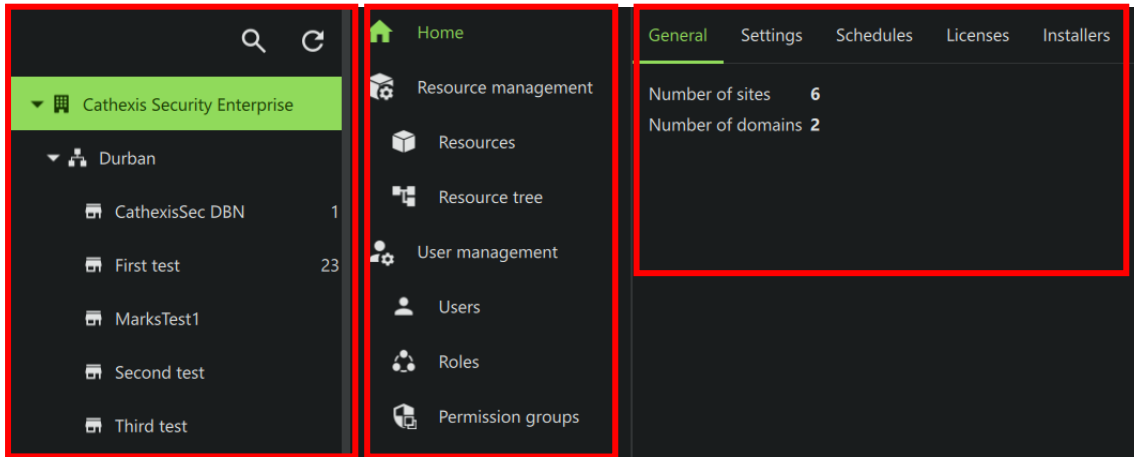 Cathexis Security Enterprise
Durban
CathexisSec DBN 1
First test 23
MarksTest1
Second test
Third test
Home
Resource management
Resources
Resource tree
User management
Users
Roles
Permission groups
General Settings Schedules Licenses Installers
Number of sites 6
Number of domains 2